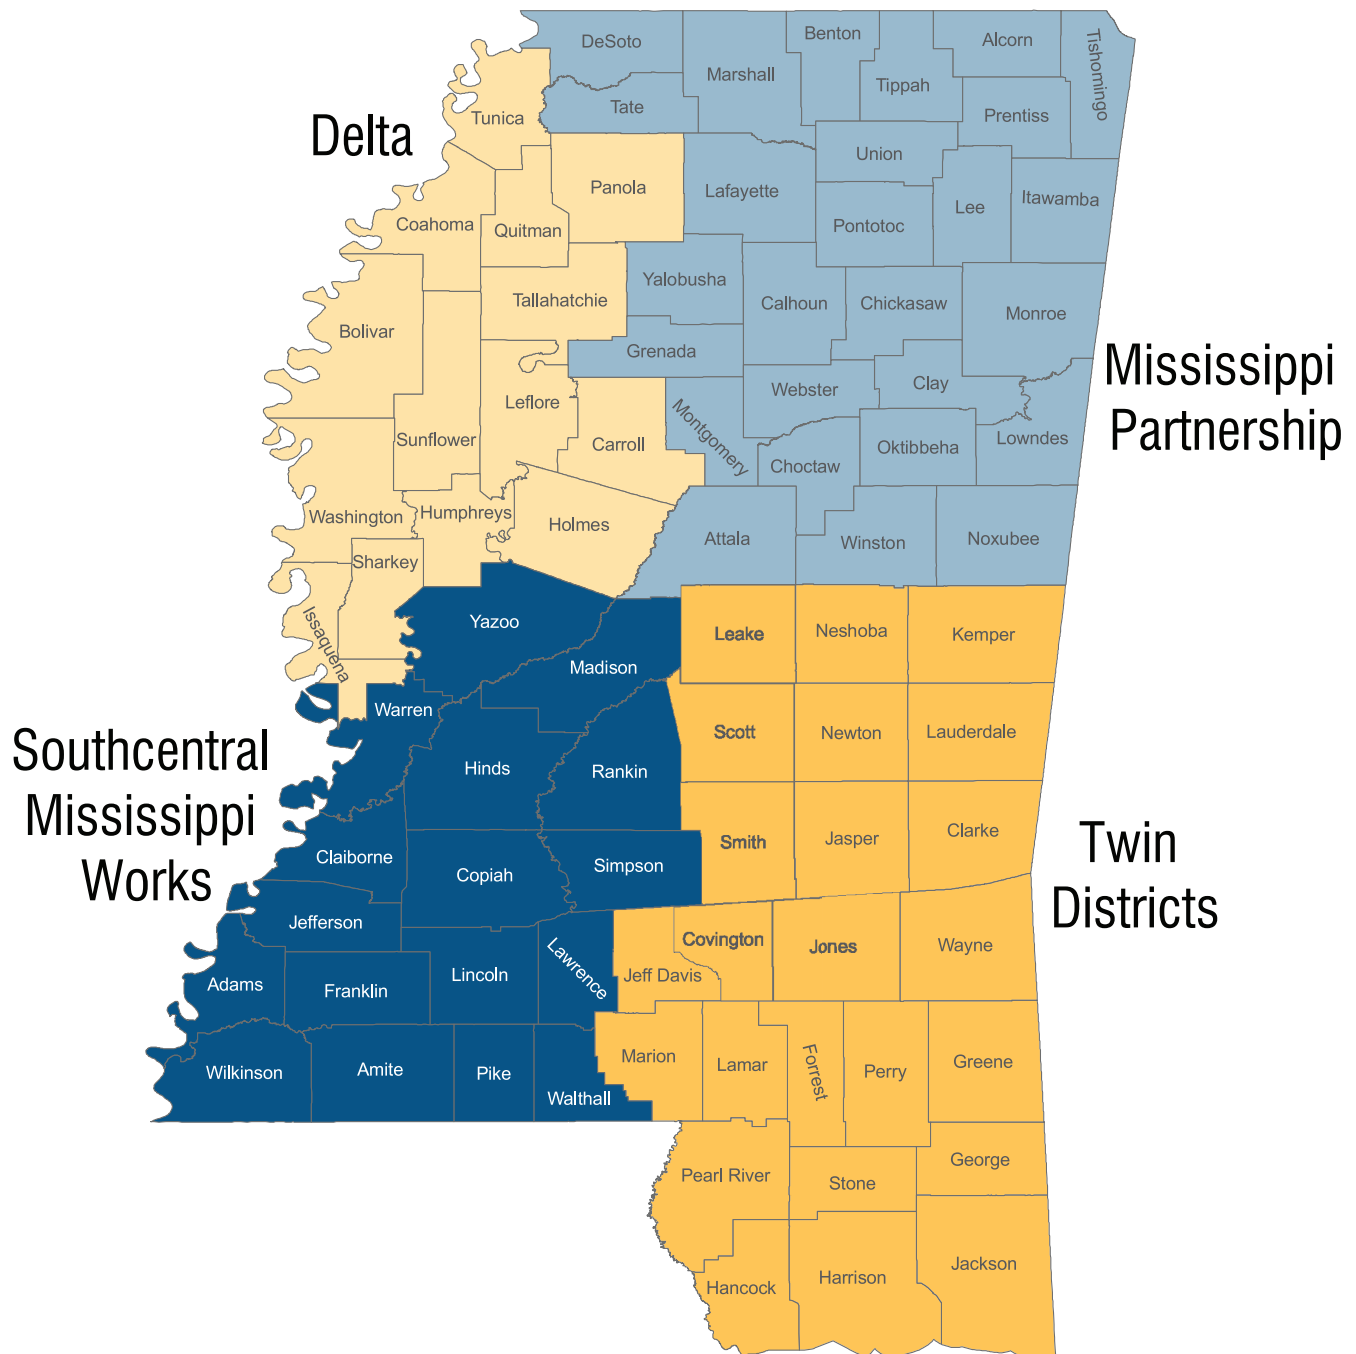 DeSoto
Benton
Alcorn
Tishomingo
Marshall
Tippah
Tate
Prentiss
Tunica
Delta
Union
Panola
Lafayette
Itawamba
Lee
Coahoma
Quitman
Pontotoc
Yalobusha
Tallahatchie
Calhoun
Chickasaw
Monroe
Bolivar
Grenada
Mississippi
Partnership
Webster
Clay
Leflore
Montgomery
Sunflower
Carroll
Choctaw
Oktibbeha
Lowndes
Washington
Humphreys
Holmes
Attala
Winston
Noxubee
Sharkey
Issaquena
Yazoo
Leake
Neshoba
Kemper
Madison
Warren
Scott
Newton
Lauderdale
Southcentral
Mississippi
Works
Hinds
Rankin
Smith
Jasper
Clarke
Twin
Districts
Claiborne
Copiah
Simpson
Jefferson
Covington
Jones
Wayne
Lawrence
Lincoln
Jeff Davis
Adams
Franklin
Marion
Lamar
Forrest
Perry
Greene
Wilkinson
Amite
Pike
Walthall
Pearl River
Stone
George
Hancock
Harrison
Jackson